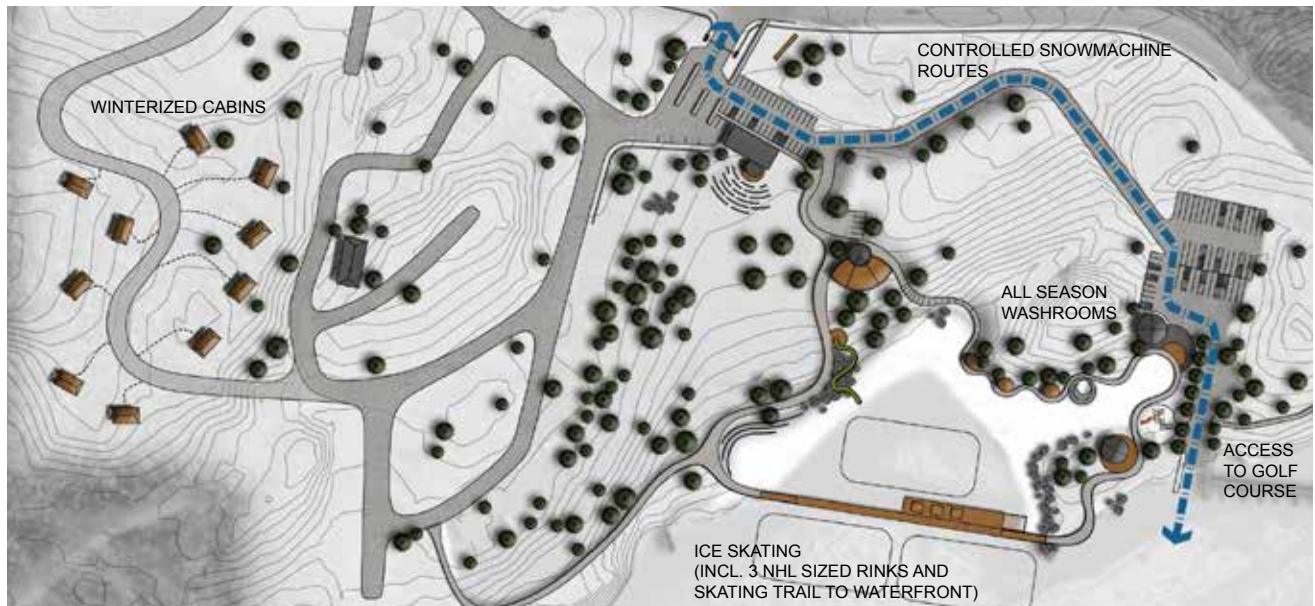 CONTROLLED SNOWMACHINE
ROUTES
WINTERIZED CABINS
ALL SEASON
WASHROOMS
ACCESS
TO GOLF
COURSE
ICE SKATING
(INCL. 3 NHL SIZED RINKS AND
SKATING TRAIL TO WATERFRONT)